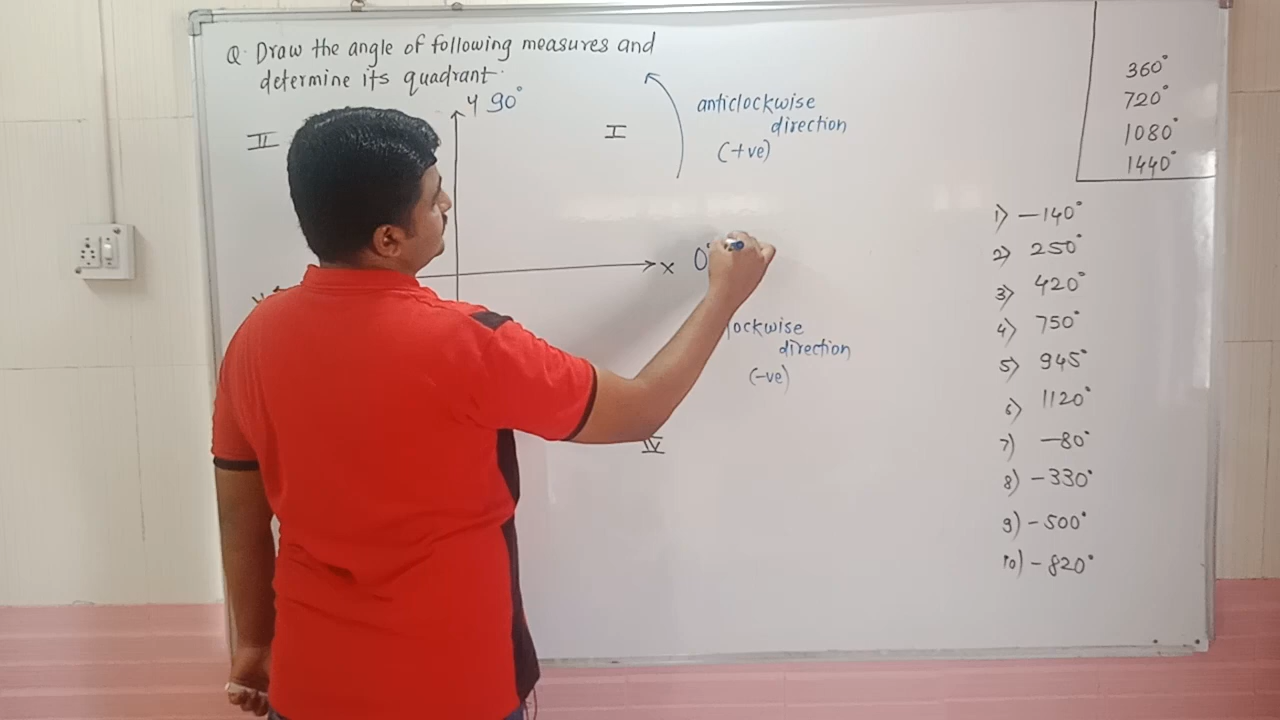 Q. Draw the angle of following measures and
determine its quadrant.
Y 90°
II
I
anticlockwise
direction
(+ve)
X 0°
lockwise
direction
(-ve)
IV
360°
720°
1080°
1440°
1) -140°
2) 250°
3) 420°
4) 750°
5) 945°
6) 1120°
7) -80°
8) -330°
9) -500°
10) -820°